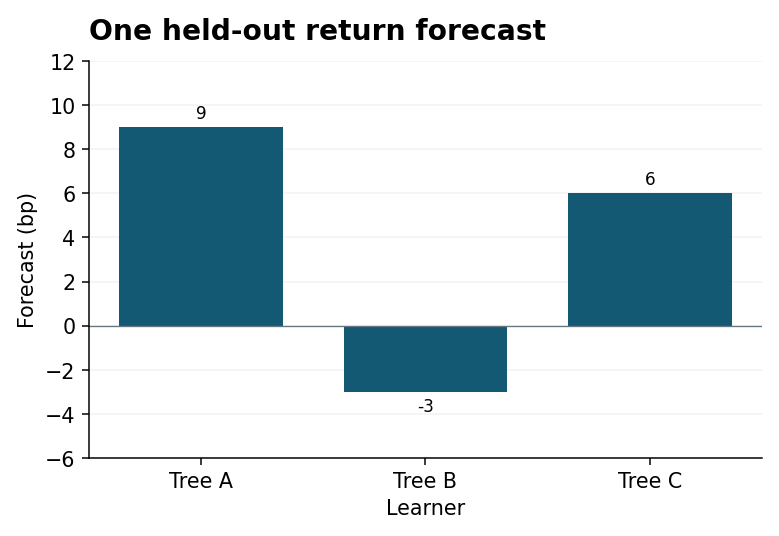 One held-out return forecast
Forecast (bp)
12
10
8
6
4
2
0
−2
−4
−6
9
-3
6
Tree A
Tree B
Tree C
Learner